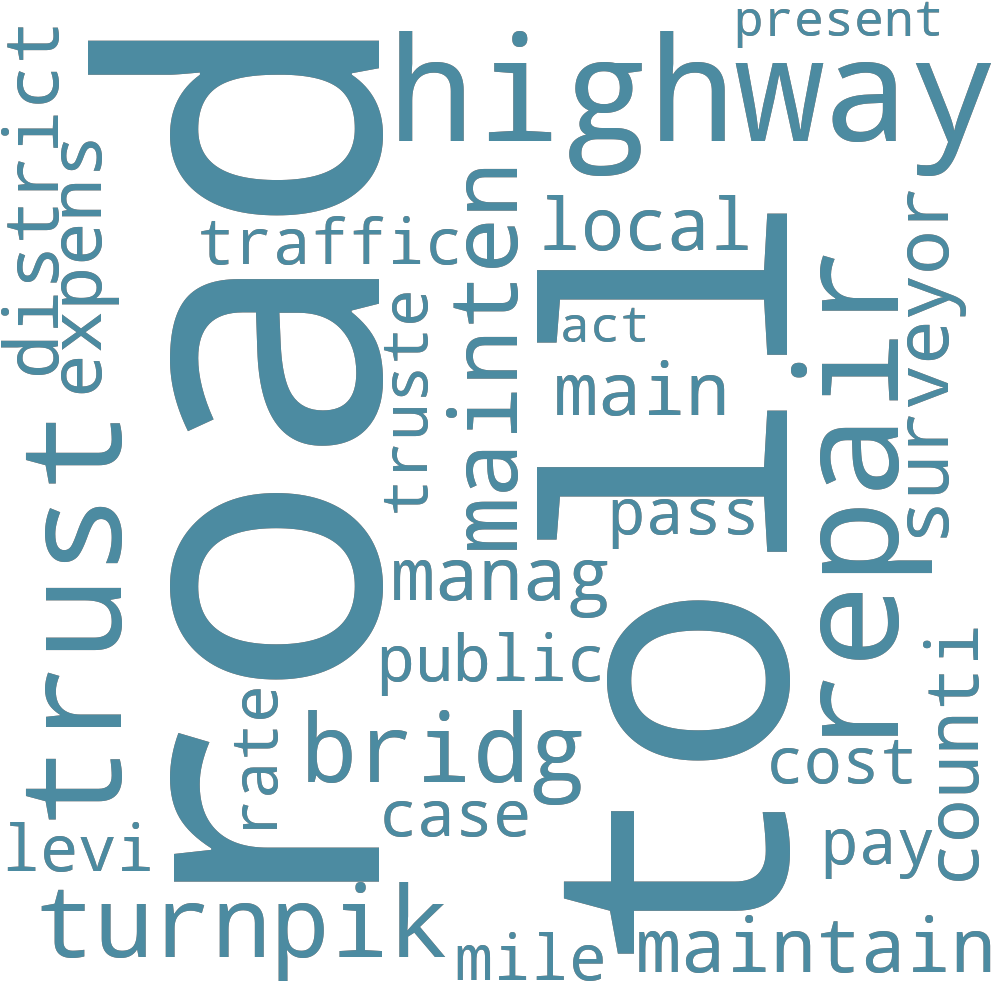 present
highway
district
expens
road
traffic
local
mainten
toll
act
repair
surveyor
truste
main
trust
pass
manag
public
counti
rate
bridg
cost
case
levi
pay
turnpik
mile
maintain